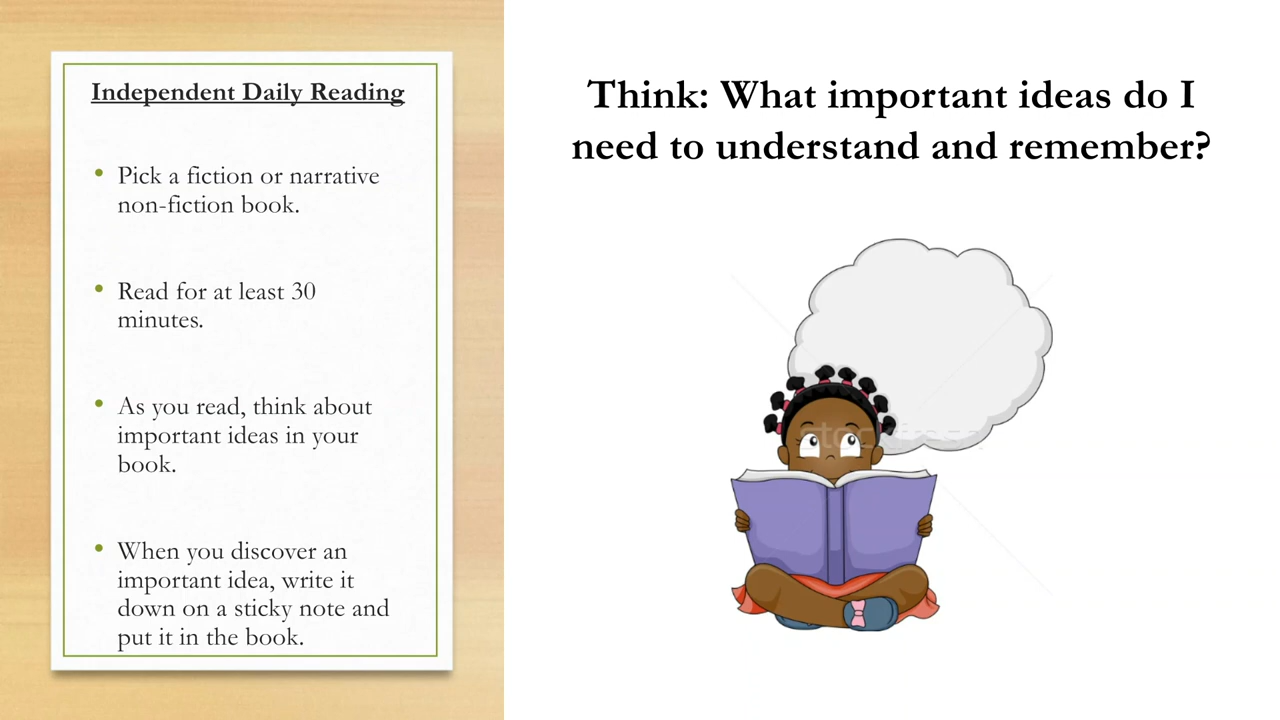 Independent Daily Reading
• Pick a fiction or narrative
non-fiction book.
• Read for at least 30
minutes.
• As you read, think about
important ideas in your
book.
• When you discover an
important idea, write it
down on a sticky note and
put it in the book.
Think: What important ideas do I
need to understand and remember?